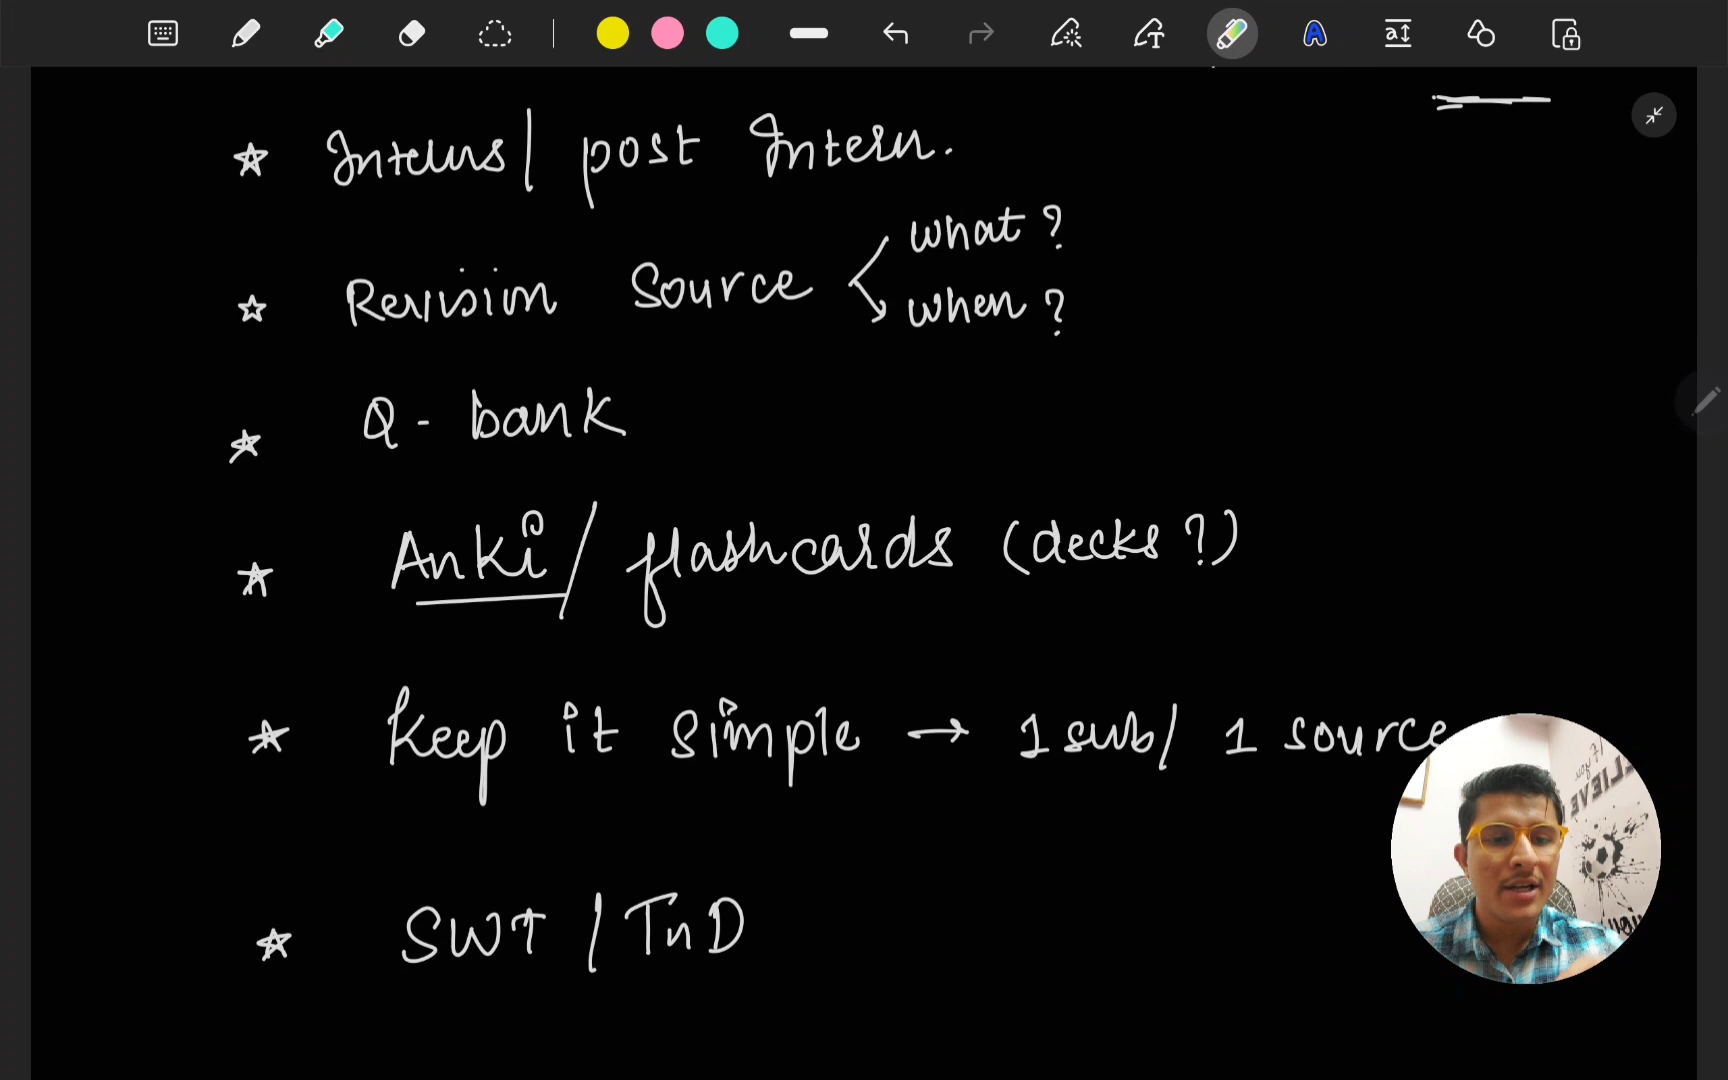 ☆ Interns/ post Intern.
☆ Revision Source < what?
when?
☆ Q - bank
☆ Anki / flashcards (decks?)
☆ Keep it simple → 1 sub/ 1 source
☆ SWT / TnD